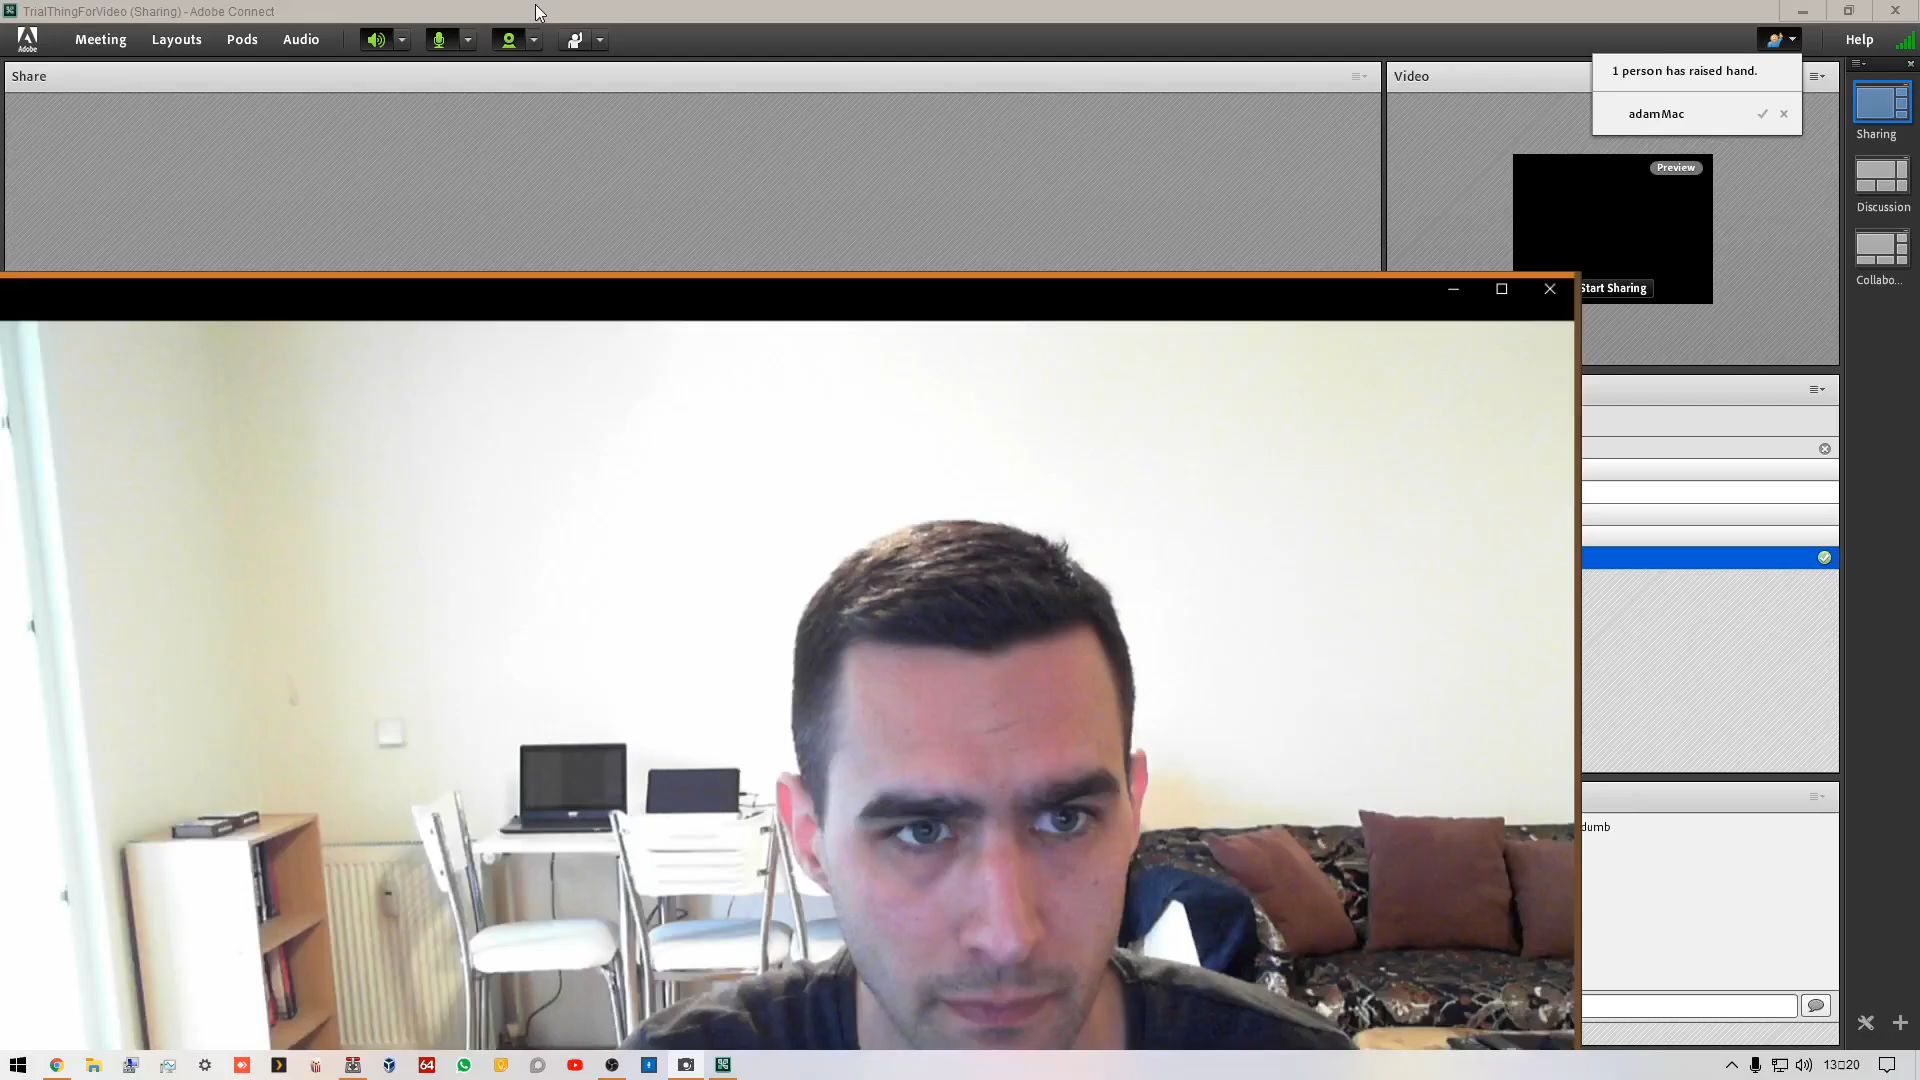 TrialThingForVideo (Sharing) - Adobe Connect
Adobe
Meeting
Layouts
Pods
Audio
Help
Share
Video
1 person has raised hand.
adamMac
Preview
Start Sharing
Sharing
Discussion
Collabo...
dumb
64
13:20